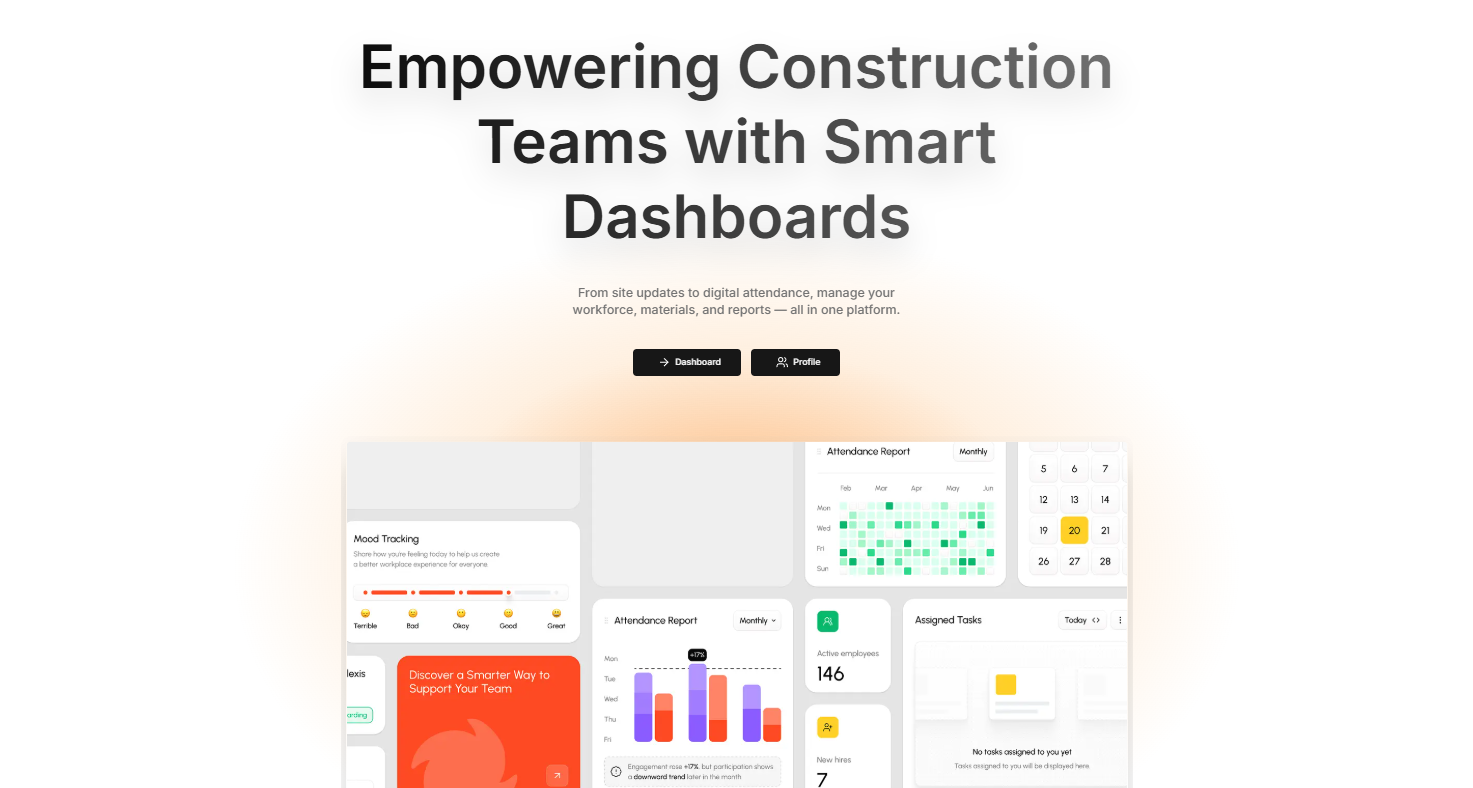 Empowering Construction
Teams with Smart
Dashboards
From site updates to digital attendance, manage your
workforce, materials, and reports — all in one platform.
Dashboard
Profile
Mood Tracking
Share how you're feeling today to help us create
a better workplace experience for everyone
Terrible Bad Okay Good Great
lexis
arding
Discover a Smarter Way to
Support Your Team
Attendance Report Monthly
Feb Mar Apr May Jun
Mon
Wed
Fri
Sun
5 6 7
12 13 14
19 20 21
26 27 28
Attendance Report Monthly
+17%
Mon
Tue
Wed
Thu
Fri
Engagement rose +17%, but participation shows
a downward trend later in the month
Active employees
146
New hires
7
Assigned Tasks Today
No tasks assigned to you yet
Tasks assigned to you will be displayed here